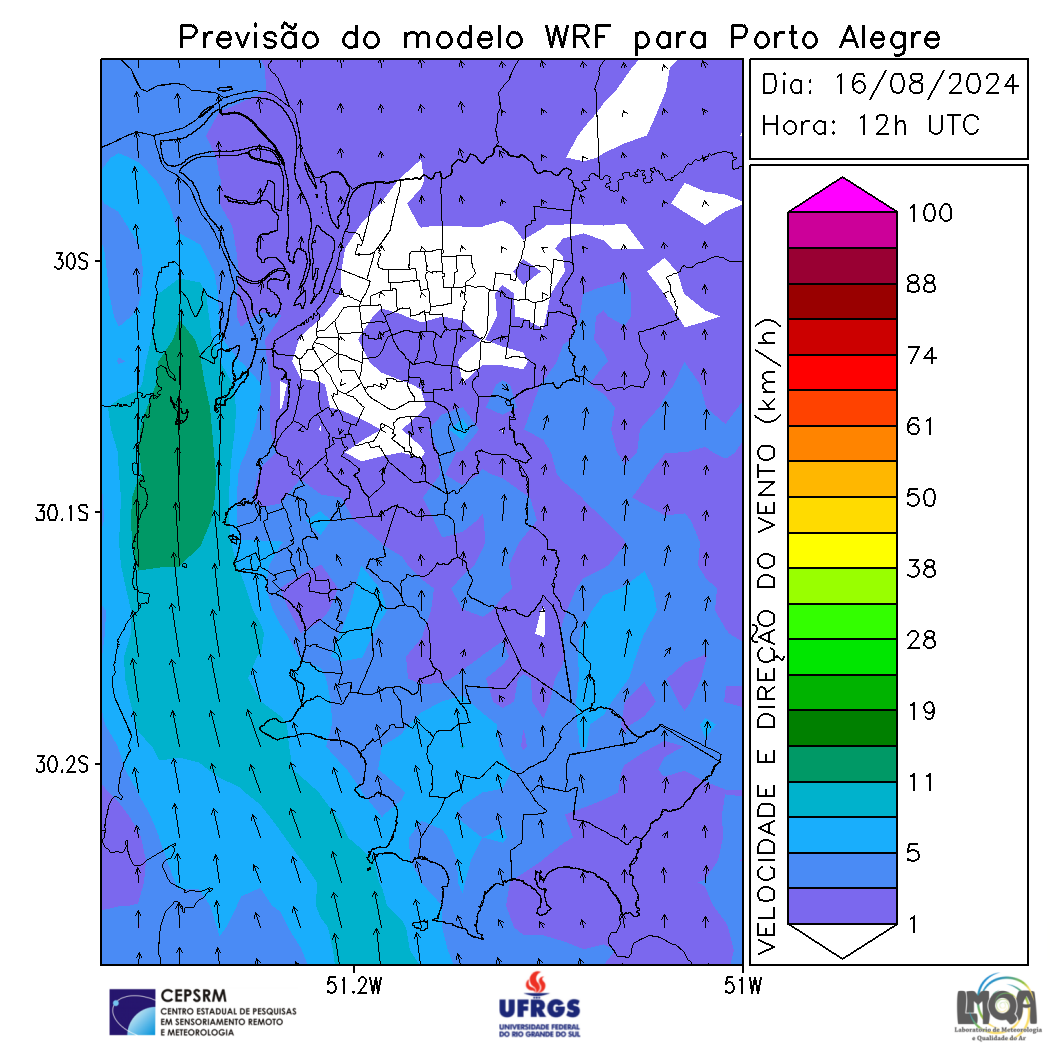 Previsão do modelo WRF para Porto Alegre
Dia: 16/08/2024
Hora: 12h UTC
30S
30.1S
30.2S
51.2W
51W
VELOCIDADE E DIREÇÃO DO VENTO (km/h)
100
88
74
61
50
38
28
19
11
5
1
CEPSRM
CENTRO ESTADUAL DE PESQUISAS
EM SENSORIAMENTO REMOTO
E METEOROLOGIA
UFRGS
UNIVERSIDADE FEDERAL
DO RIO GRANDE DO SUL
LMQA
Laboratório de Meteorologia
e Qualidade do Ar